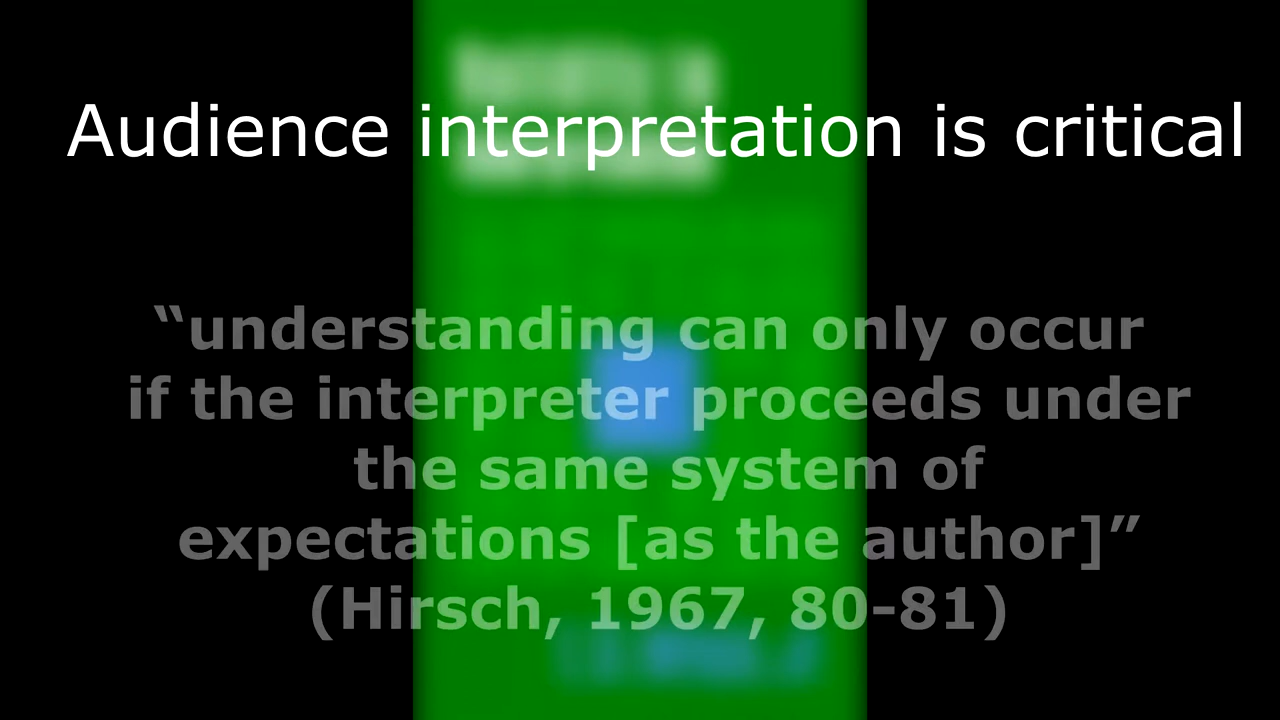 Audience interpretation is critical
“understanding can only occur
if the interpreter proceeds under
the same system of
expectations [as the author]”
(Hirsch, 1967, 80-81)